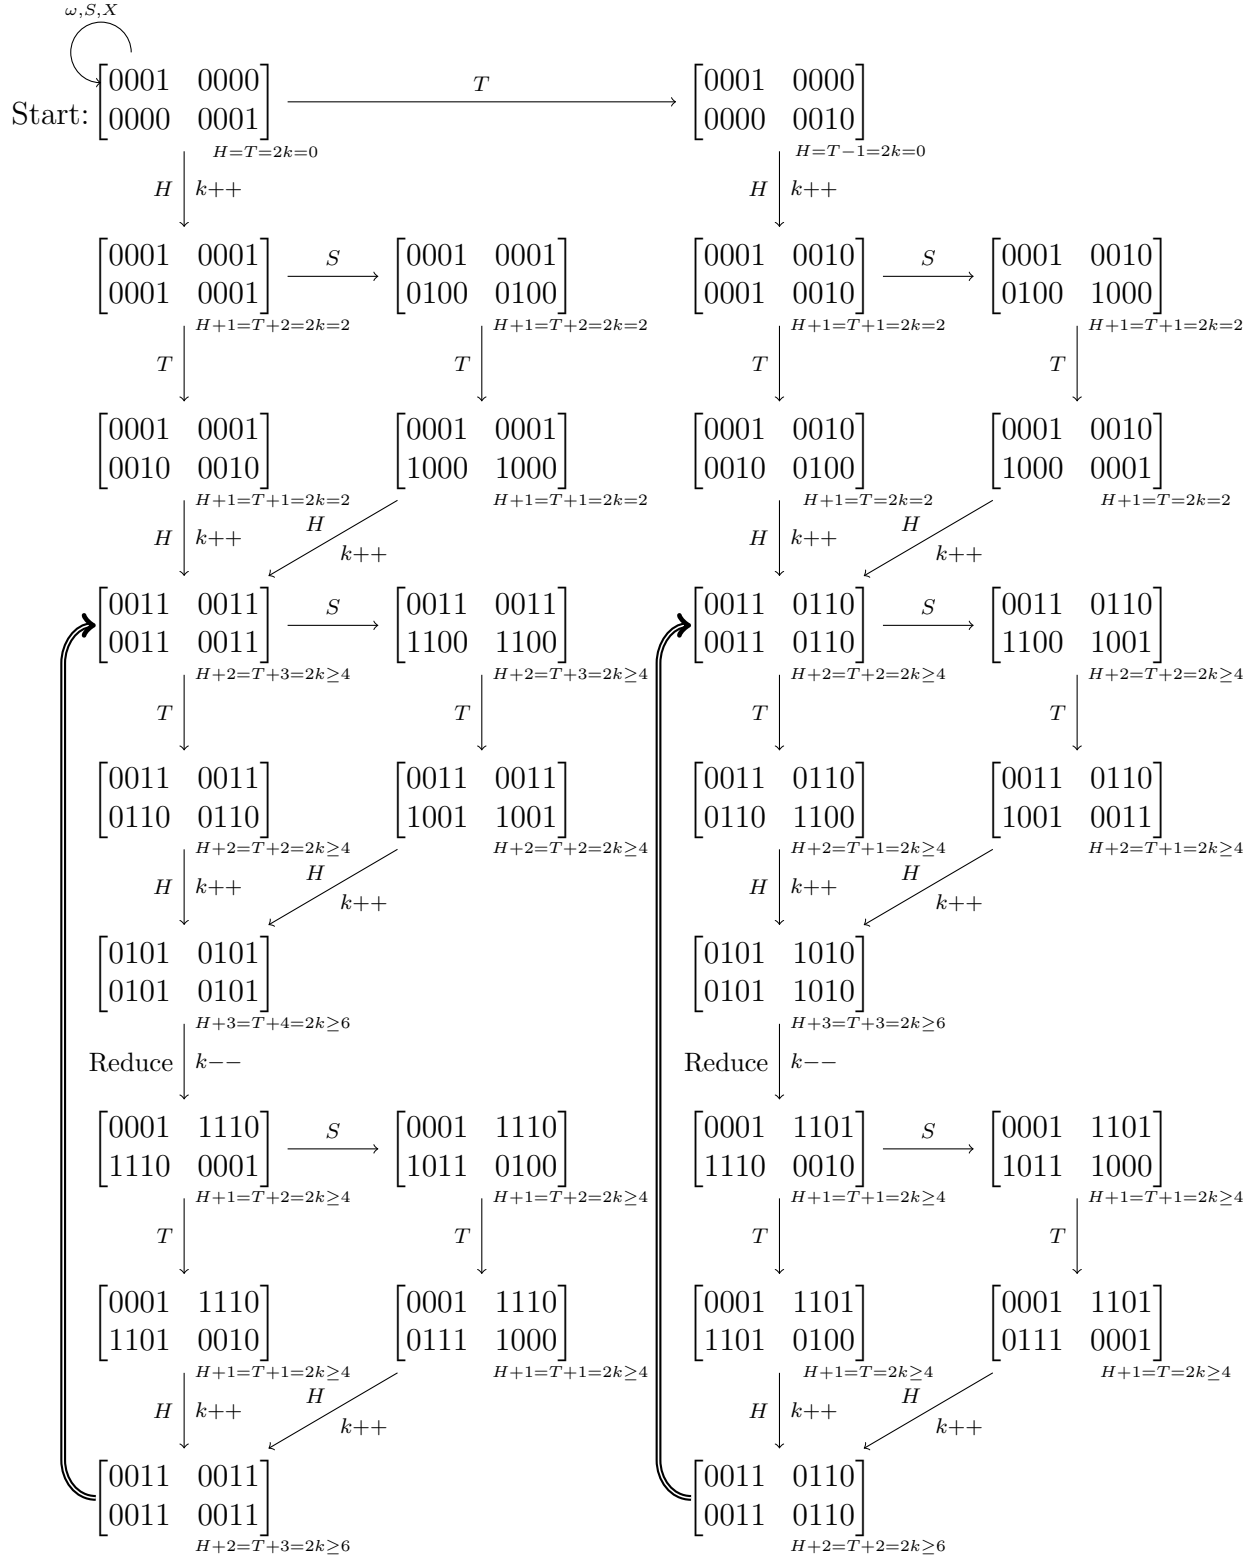 ω,S,X
[0001 0000] T [0001 0000]
Start: [0000 0001] [0000 0010]
H=T=2k=0 H=T−1=2k=0
H k++ H k++
[0001 0001] S [0001 0001] [0001 0010] S [0001 0010]
[0001 0001] [0100 0100] [0001 0010] [0100 1000]
H+1=T+2=2k=2 H+1=T+2=2k=2 H+1=T+1=2k=2 H+1=T+1=2k=2
T T T T
[0001 0001] [0001 0001] [0001 0010] [0001 0010]
[0010 0010] [1000 1000] [0010 0100] [1000 0001]
H+1=T+1=2k=2 H+1=T+1=2k=2 H+1=T=2k=2 H+1=T=2k=2
H k++ H k++ H k++ H k++
[0011 0011] S [0011 0011] [0011 0110] S [0011 0110]
[0011 0011] [1100 1100] [0011 0110] [1100 1001]
H+2=T+3=2k≥4 H+2=T+3=2k≥4 H+2=T+2=2k≥4 H+2=T+2=2k≥4
T T T T
[0011 0011] [0011 0011] [0011 0110] [0011 0110]
[0110 0110] [1001 1001] [0110 1100] [1001 0011]
H+2=T+2=2k≥4 H+2=T+2=2k≥4 H+2=T+1=2k≥4 H+2=T+1=2k≥4
H k++ H k++ H k++ H k++
[0101 0101] [0101 1010]
[0101 0101] [0101 1010]
H+3=T+4=2k≥6 H+3=T+3=2k≥6
Reduce k−− Reduce k−−
[0001 1110] S [0001 1110] [0001 1101] S [0001 1101]
[1110 0001] [1011 0100] [1110 0010] [1011 1000]
H+1=T+2=2k≥4 H+1=T+2=2k≥4 H+1=T+1=2k≥4 H+1=T+1=2k≥4
T T T T
[0001 1110] [0001 1110] [0001 1101] [0001 1101]
[1101 0010] [0111 1000] [1101 0100] [0111 0001]
H+1=T+1=2k≥4 H+1=T+1=2k≥4 H+1=T=2k≥4 H+1=T=2k≥4
H k++ H k++ H k++ H k++
[0011 0011] [0011 0110]
[0011 0011] [0011 0110]
H+2=T+3=2k≥6 H+2=T+2=2k≥6